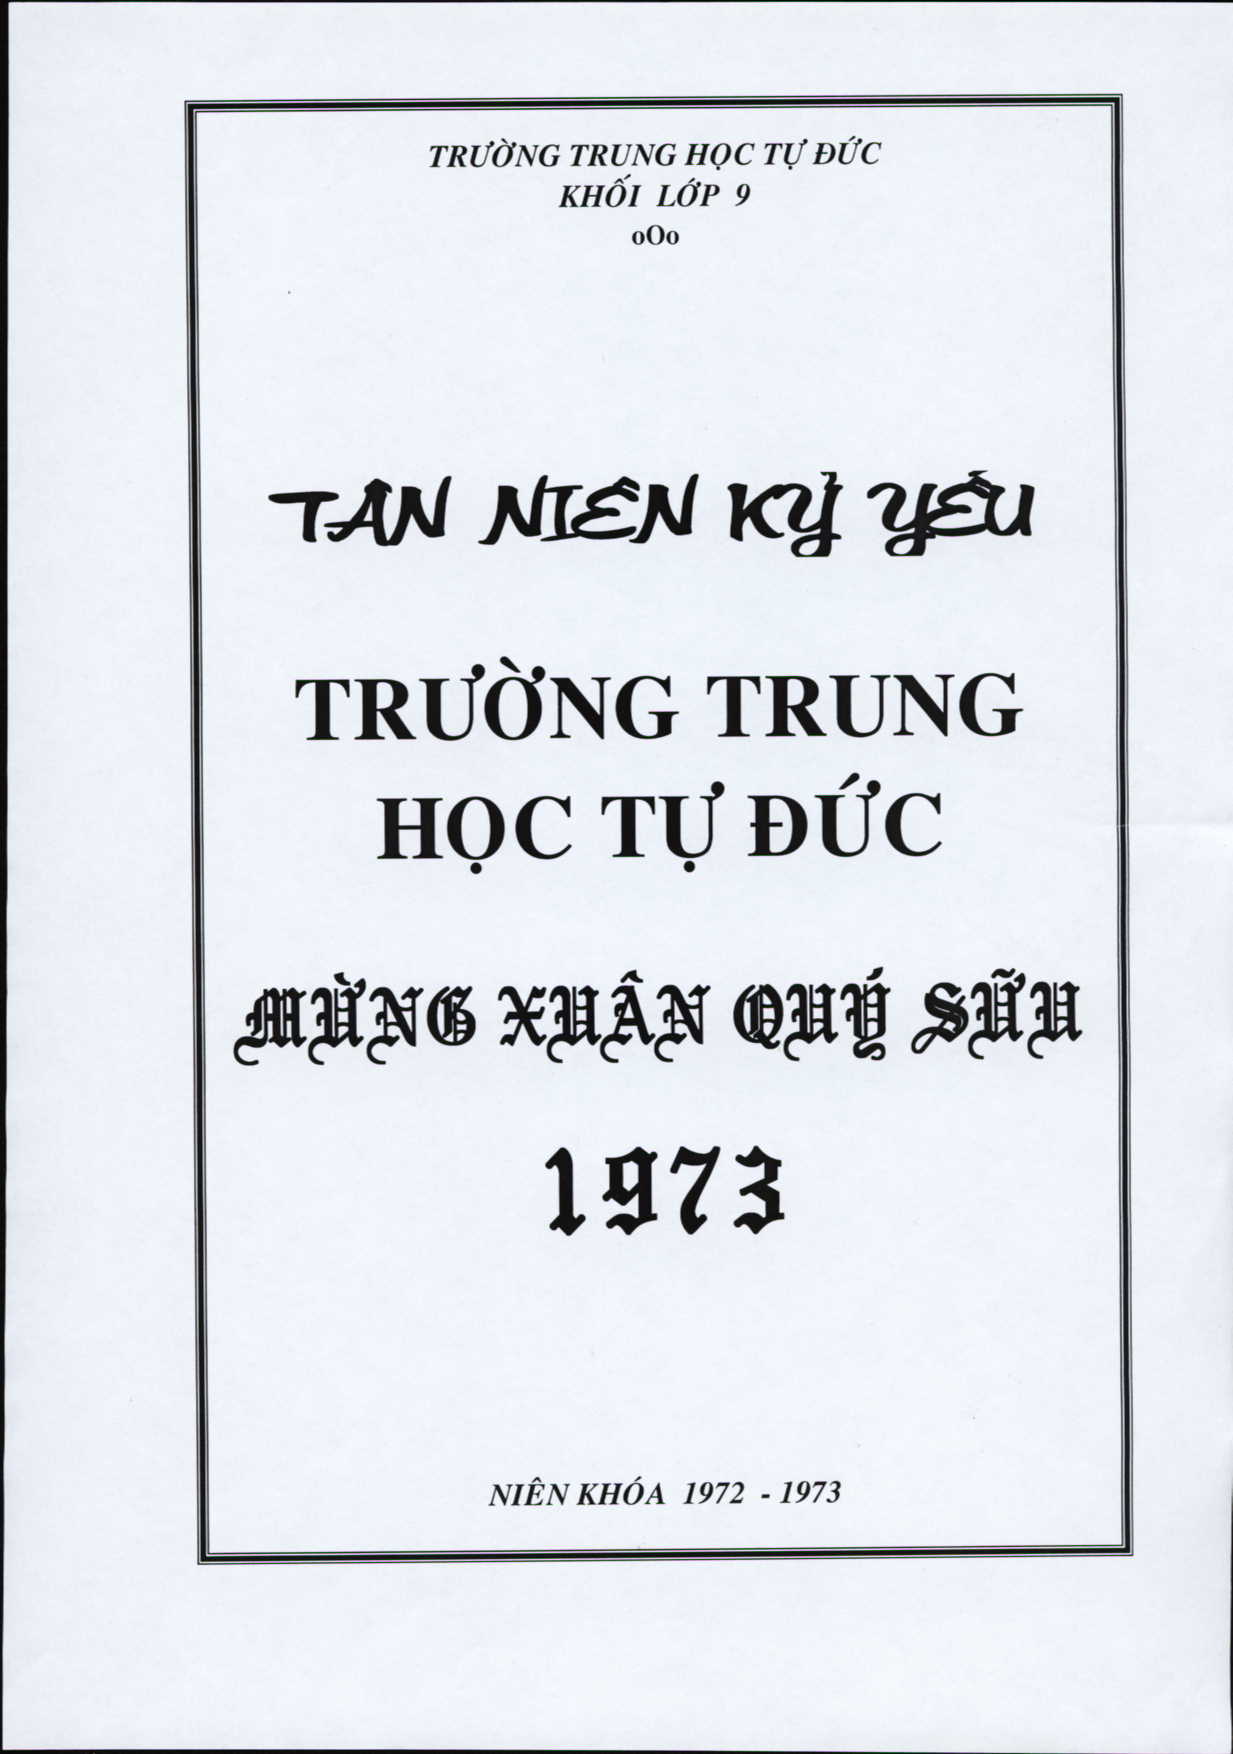 TRƯỜNG TRUNG HỌC TỰ ĐỨC
KHỐI LỚP 9
oOo
TÂN NIÊN KỶ YẾU
TRƯỜNG TRUNG
HỌC TỰ ĐỨC
MỪNG XUÂN QUÝ SỮU
1973
NIÊN KHÓA 1972 - 1973